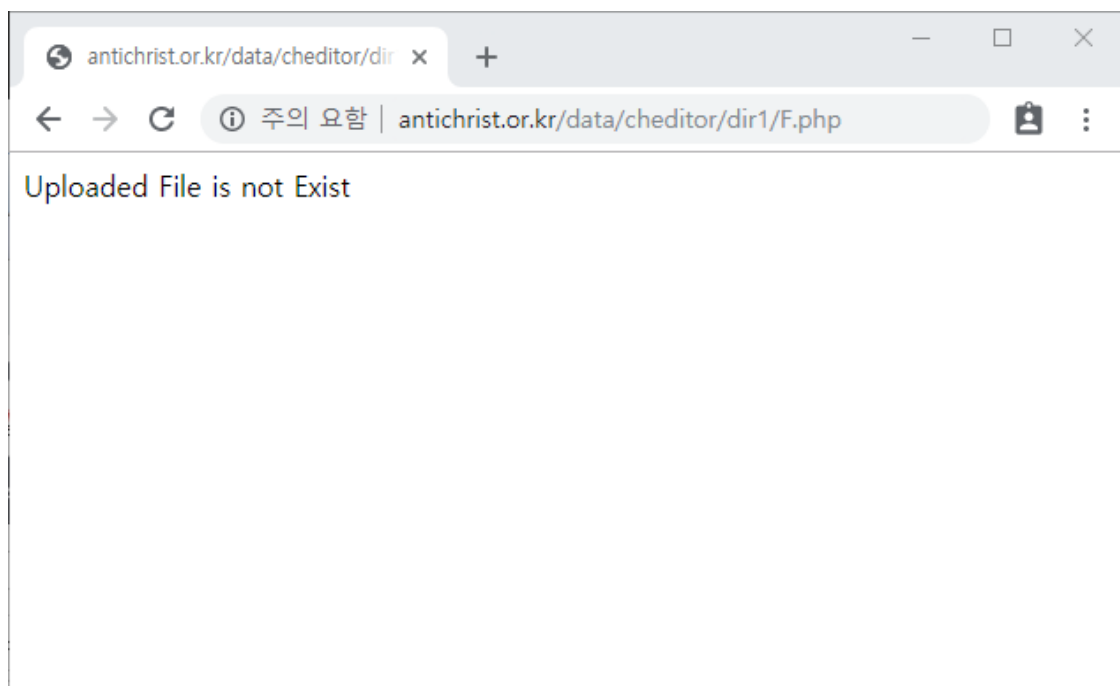 antichrist.or.kr/data/cheditor/dir
주의 요함 | antichrist.or.kr/data/cheditor/dir1/F.php
Uploaded File is not Exist